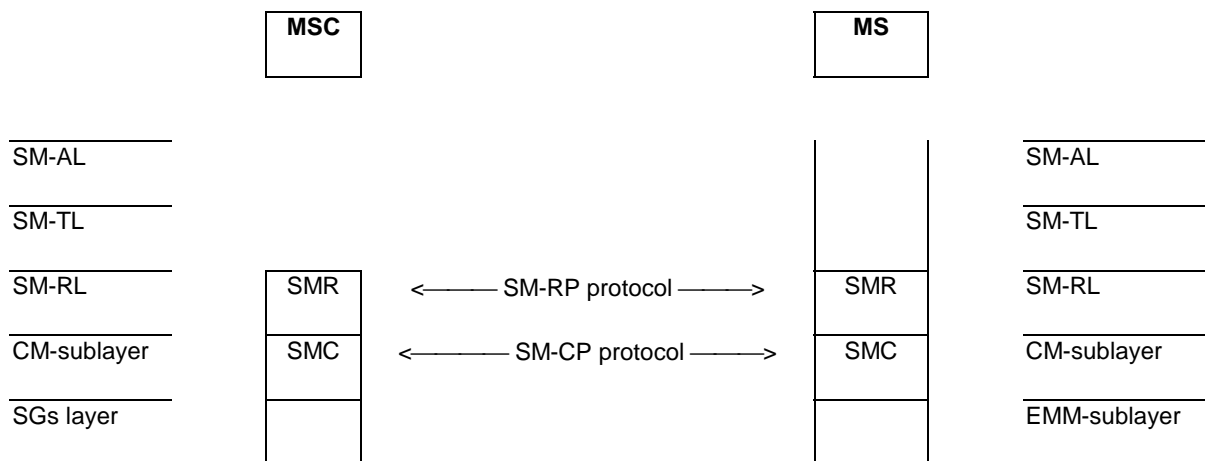 MSC MS
SM-AL SM-AL
SM-TL SM-TL
SM-RL SMR <——— SM-RP protocol ———> SMR SM-RL
CM-sublayer SMC <———— SM-CP protocol ————> SMC CM-sublayer
SGs layer EMM-sublayer